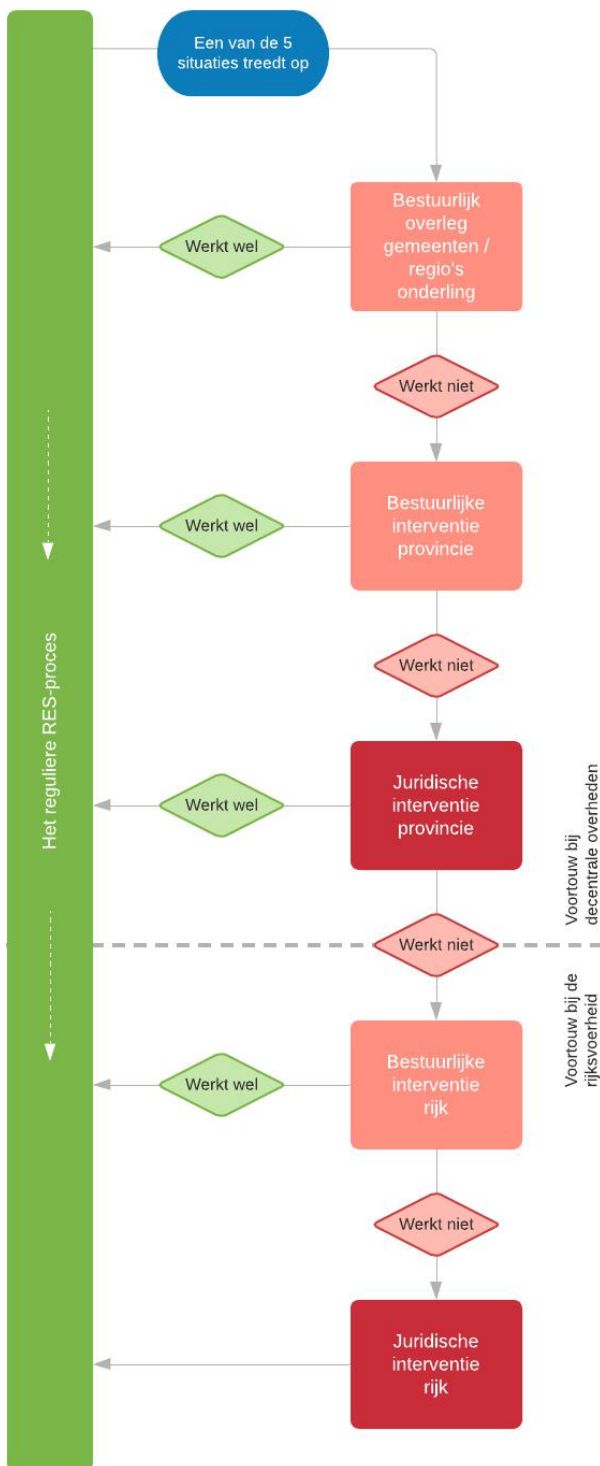 Een van de 5
situaties treedt op
Bestuurlijk
overleg
gemeenten /
regio's
onderling
Werkt wel
Werkt niet
Bestuurlijke
interventie
provincie
Werkt wel
Werkt niet
Het reguliere RES-proces
Juridische
interventie
provincie
Werkt wel
Voortouw bij
decentrale overheden
Werkt niet
Voortouw bij de
rijksvoerheid
Bestuurlijke
interventie
rijk
Werkt wel
Werkt niet
Juridische
interventie
rijk